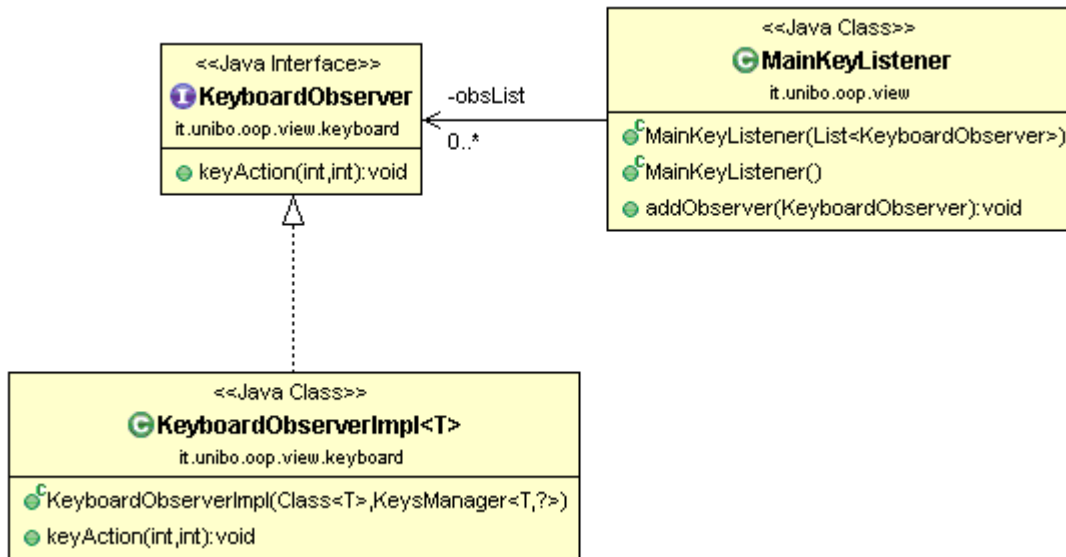 <<Java Interface>>
I KeyboardObserver
it.unibo.oop.view.keyboard
keyAction(int,int):void
-obsList
0..*
<<Java Class>>
C MainKeyListener
it.unibo.oop.view
C MainKeyListener(List<KeyboardObserver>)
C MainKeyListener()
addObserver(KeyboardObserver):void
<<Java Class>>
C KeyboardObserverImpl<T>
it.unibo.oop.view.keyboard
C KeyboardObserverImpl(Class<T>,KeysManager<T,?>)
keyAction(int,int):void